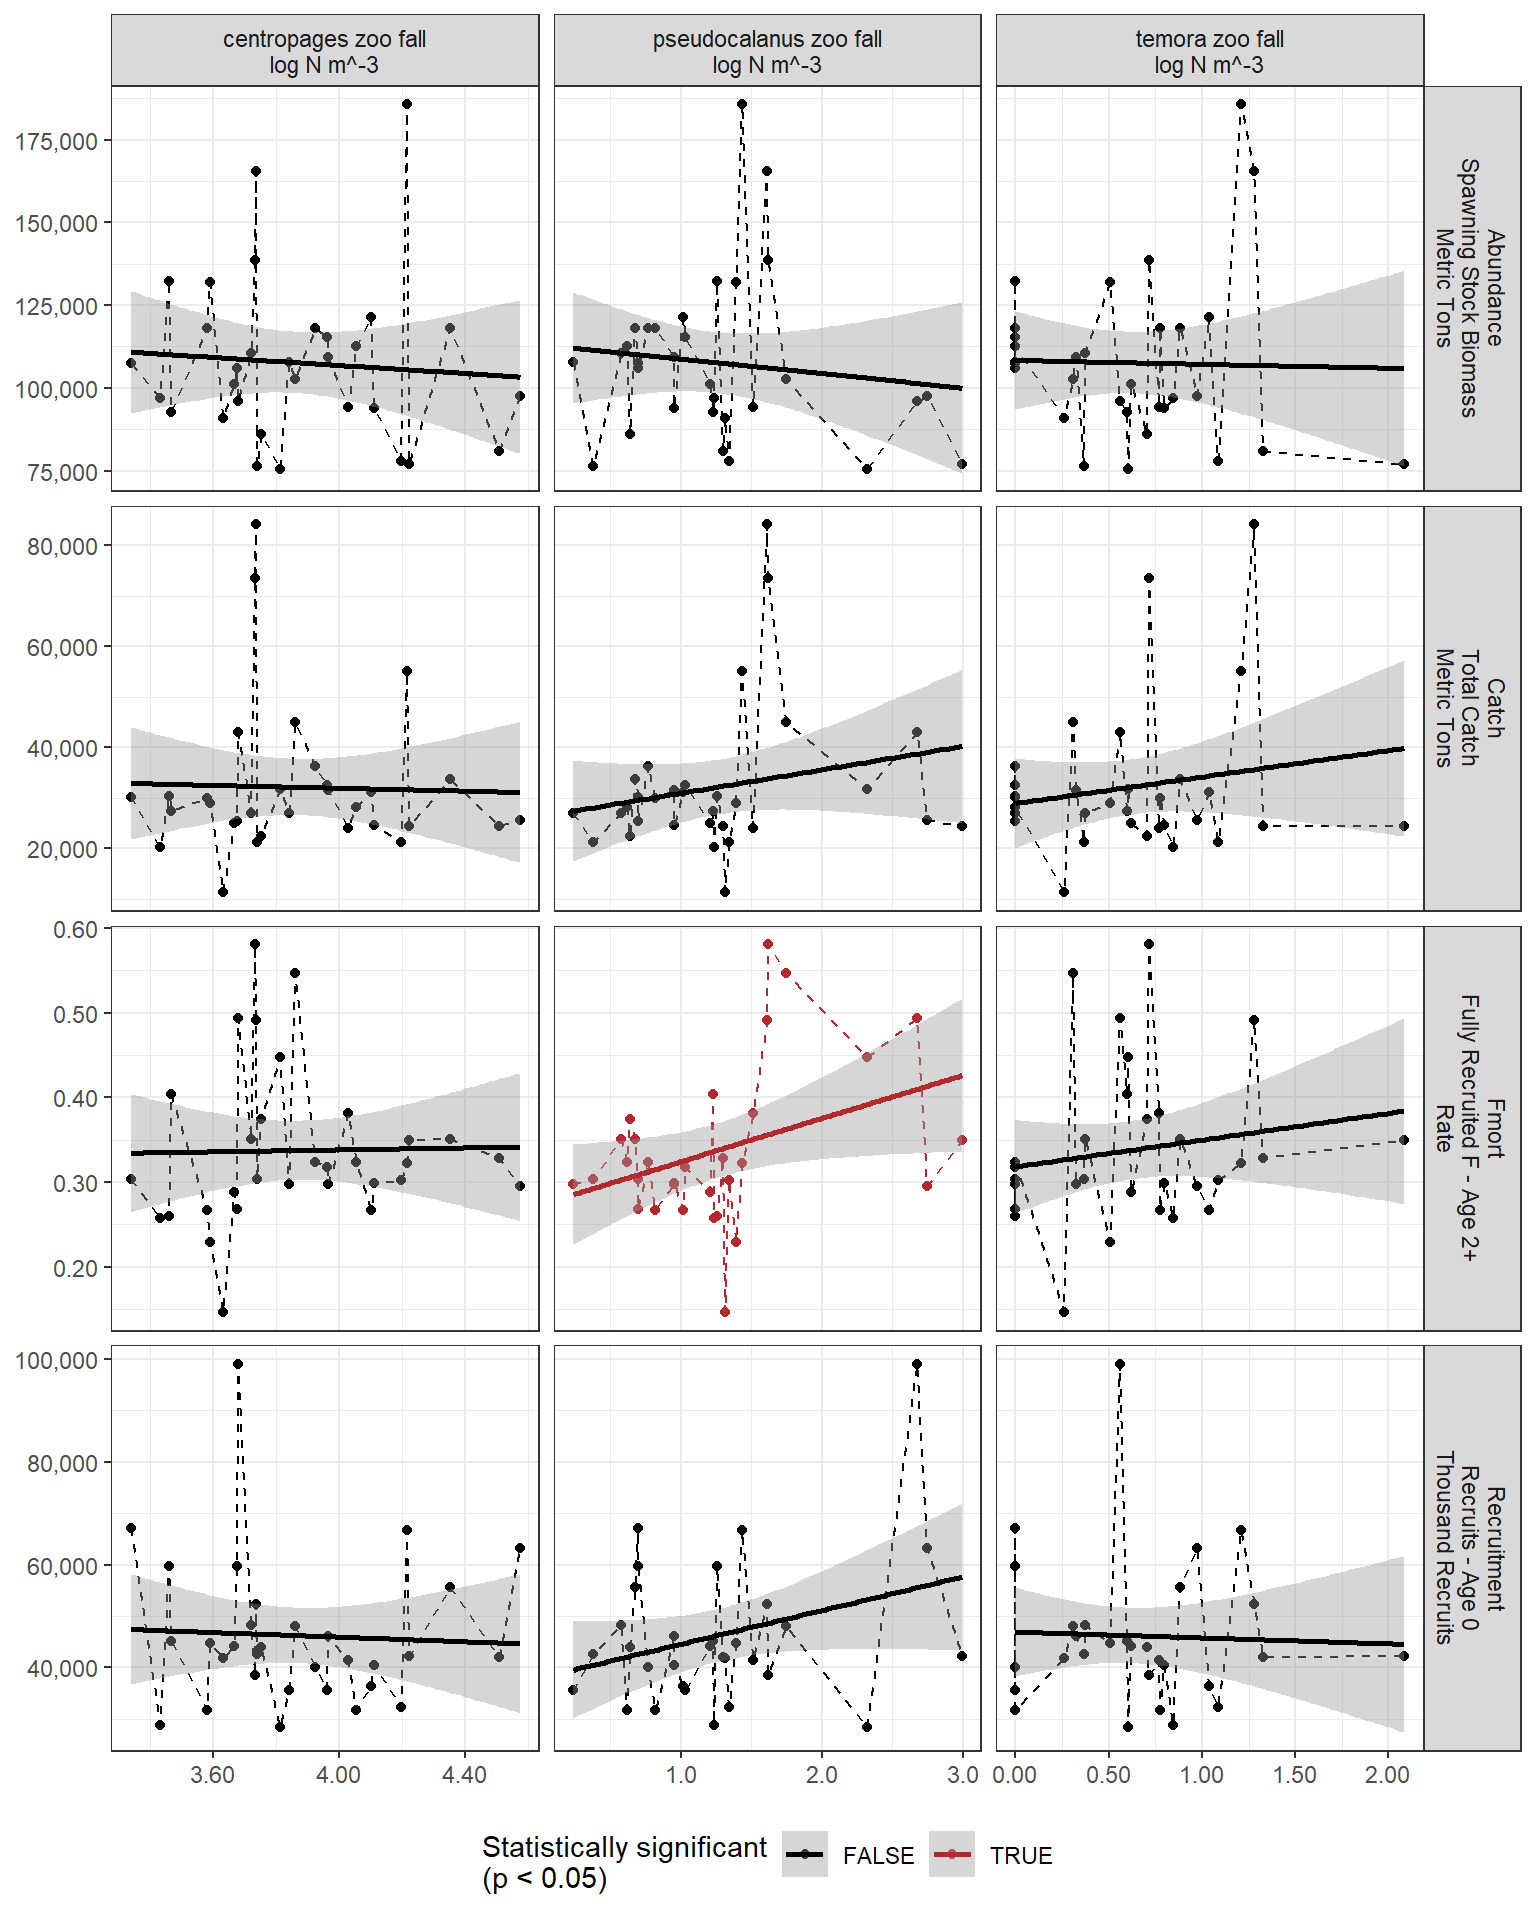 centropages zoo fall
log N m^-3
pseudocalanus zoo fall
log N m^-3
temora zoo fall
log N m^-3
175,000
150,000
125,000
100,000
75,000
Abundance
Spawning Stock Biomass
Metric Tons
80,000
60,000
40,000
20,000
Catch
Total Catch
Metric Tons
0.60
0.50
0.40
0.30
0.20
Fmort
Fully Recruited F - Age 2+
Rate
100,000
80,000
60,000
40,000
Recruitment
Recruits - Age 0
Thousand Recruits
3.60
4.00
4.40
1.0
2.0
3.0
0.00
0.50
1.00
1.50
2.00
Statistically significant
(p < 0.05)
FALSE
TRUE